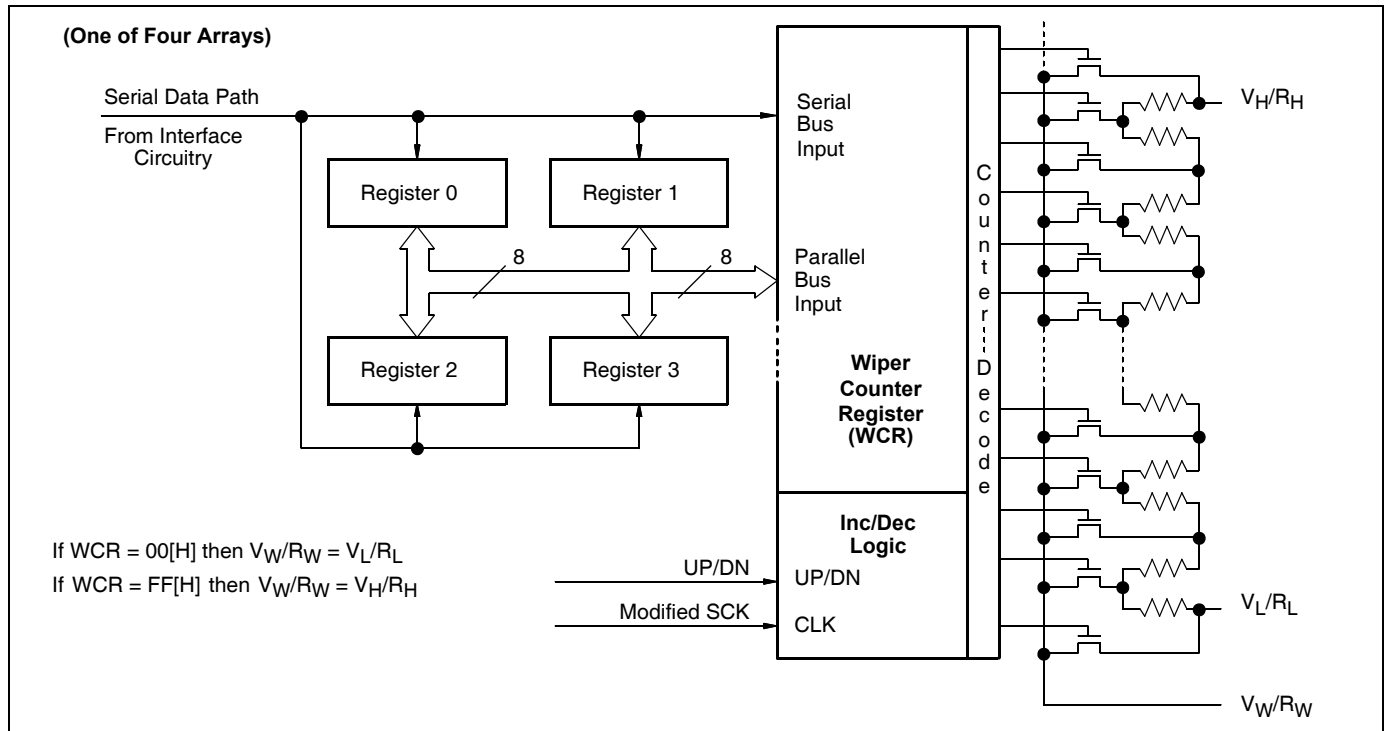 (One of Four Arrays)
Serial Data Path
From Interface
Circuitry
Register 0
Register 1
8
8
Register 2
Register 3
Serial
Bus
Input
Parallel
Bus
Input
Wiper
Counter
Register
(WCR)
Inc/Dec
Logic
UP/DN
UP/DN
Modified SCK
CLK
Counter Decode
If WCR = 00[H] then VW/RW = VL/RL
If WCR = FF[H] then VW/RW = VH/RH
VH/RH
VL/RL
VW/RW